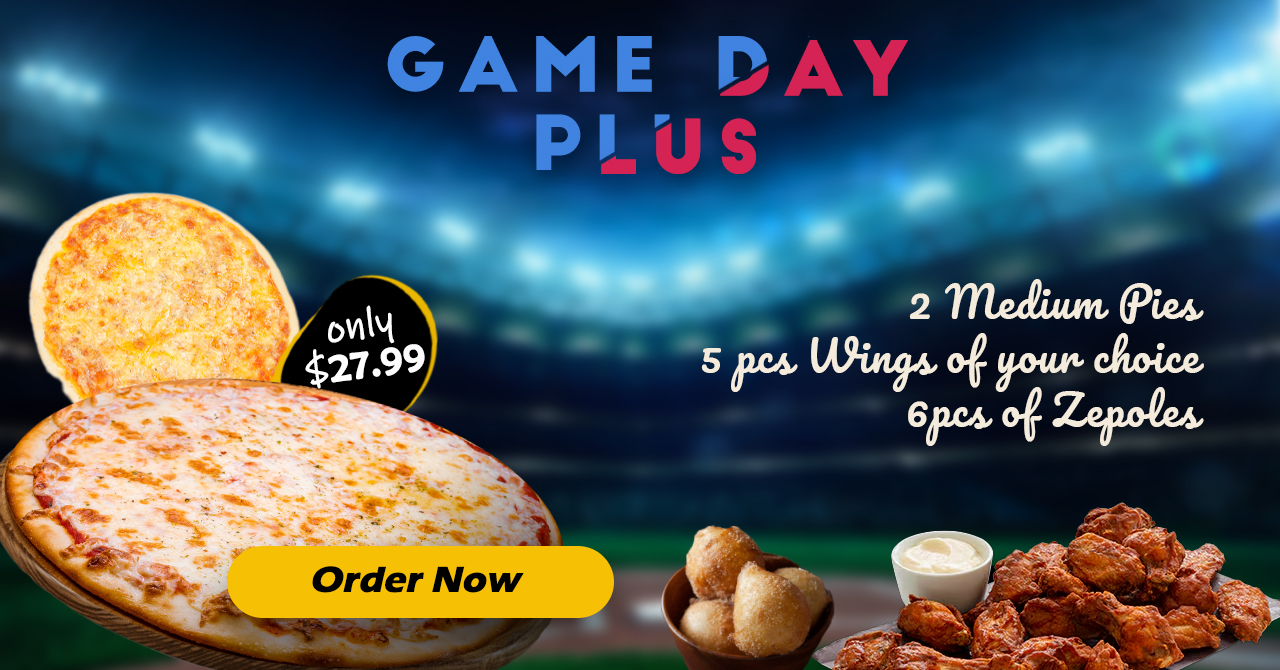 GAME DAY
PLUS
only
$27.99
2 Medium Pies
5 pcs Wings of your choice
6pcs of Zepoles
Order Now